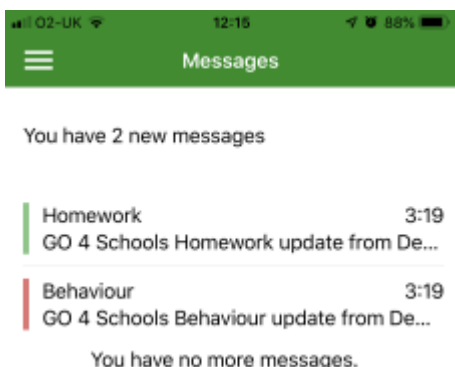 O2-UK 12:15 88%
Messages
You have 2 new messages
Homework 3:19
GO 4 Schools Homework update from De...
Behaviour 3:19
GO 4 Schools Behaviour update from De...
You have no more messages.